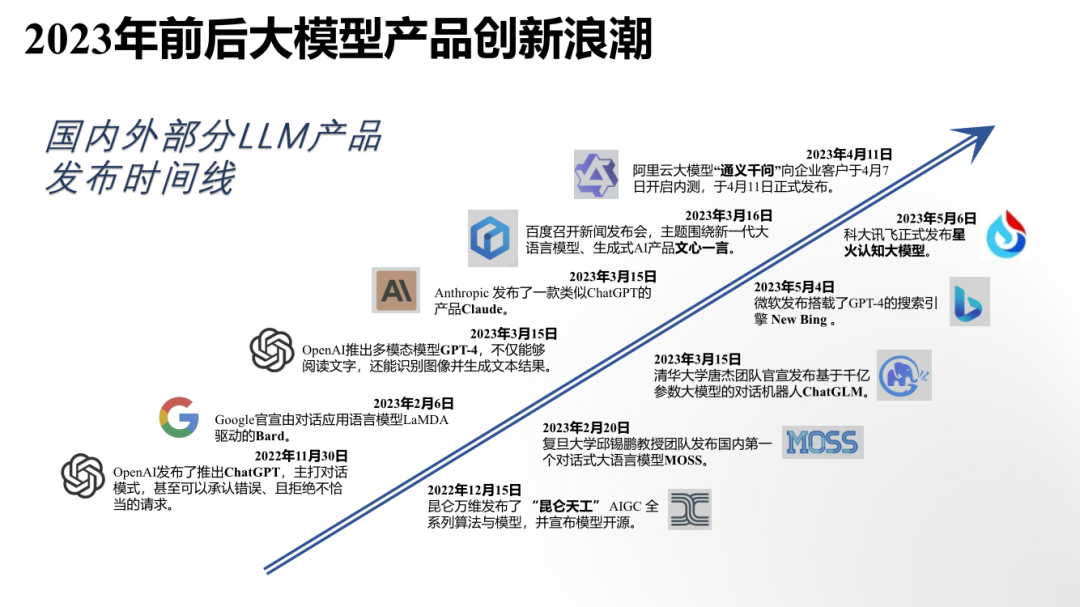 2023年前后大模型产品创新浪潮
国内外部分LLM产品
发布时间线
2023年4月11日
阿里云大模型“通义千问”向企业客户于4月7
日开启内测，于4月11日正式发布。
2023年3月16日
百度召开新闻发布会，主题围绕新一代大
语言模型、生成式AI产品文心一言。
2023年3月15日
Anthropic 发布了一款类似ChatGPT的
产品Claude。
2023年3月15日
OpenAI推出多模态模型GPT-4，不仅能够
阅读文字，还能识别图像并生成文本结果。
2023年2月6日
Google官宣由对话应用语言模型LaMDA
驱动的Bard。
2022年11月30日
OpenAI发布了推出ChatGPT，主打对话
模式，甚至可以承认错误、且拒绝不恰
当的请求。
2023年5月6日
科大讯飞正式发布星
火认知大模型。
2023年5月4日
微软发布搭载了GPT-4的搜索引
擎 New Bing 。
2023年3月15日
清华大学唐杰团队官宣发布基于千亿
参数大模型的对话机器人ChatGLM。
2023年2月20日
复旦大学邱锡鹏教授团队发布国内第一
个对话式大语言模型MOSS。
MOSS
2022年12月15日
昆仑万维发布了 “昆仑天工” AIGC 全
系列算法与模型，并宣布模型开源。